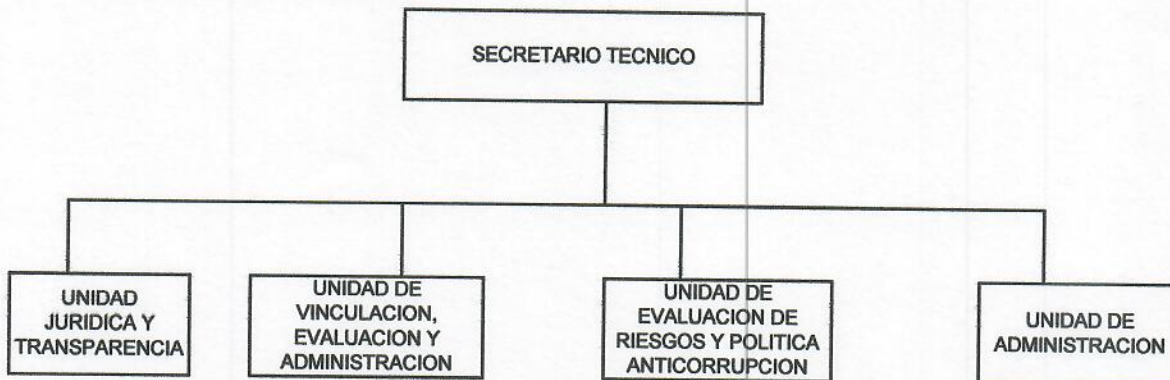 SECRETARIO TECNICO
UNIDAD
JURIDICA Y
TRANSPARENCIA
UNIDAD DE
VINCULACION,
EVALUACION Y
ADMINISTRACION
UNIDAD DE
EVALUACION DE
RIESGOS Y POLITICA
ANTICORRUPCION
UNIDAD DE
ADMINISTRACION